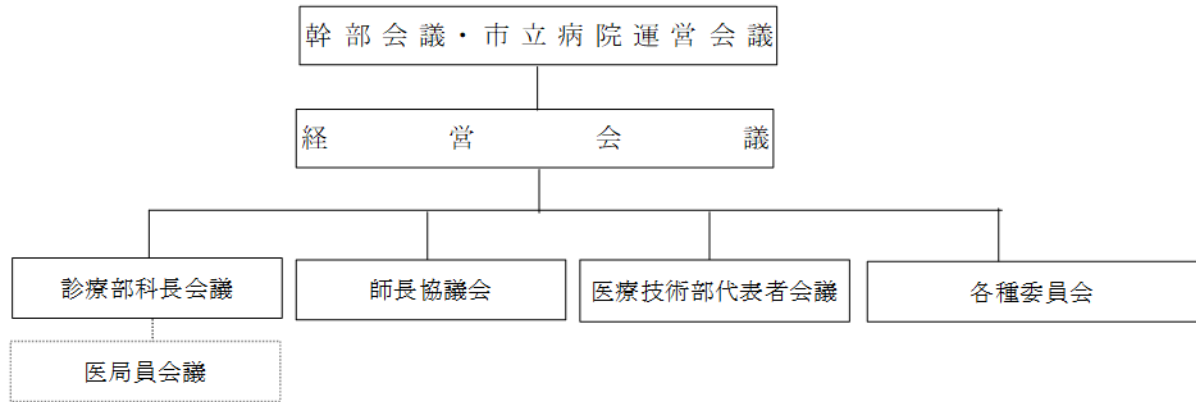 幹部会議・市立病院運営会議
経営会議
診療部科長会議
師長協議会
医療技術部代表者会議
各種委員会
医局員会議